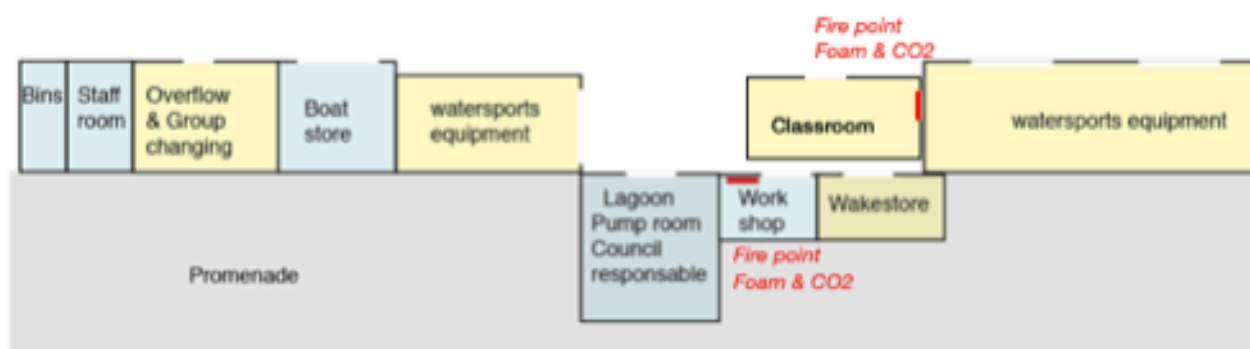 Fire point
Foam & CO2
Bins
Staff
room
Overflow
& Group
changing
Boat
store
watersports
equipment
Classroom
watersports equipment
Lagoon
Pump room
Council
responsable
Work
shop
Wakestore
Fire point
Foam & CO2
Promenade